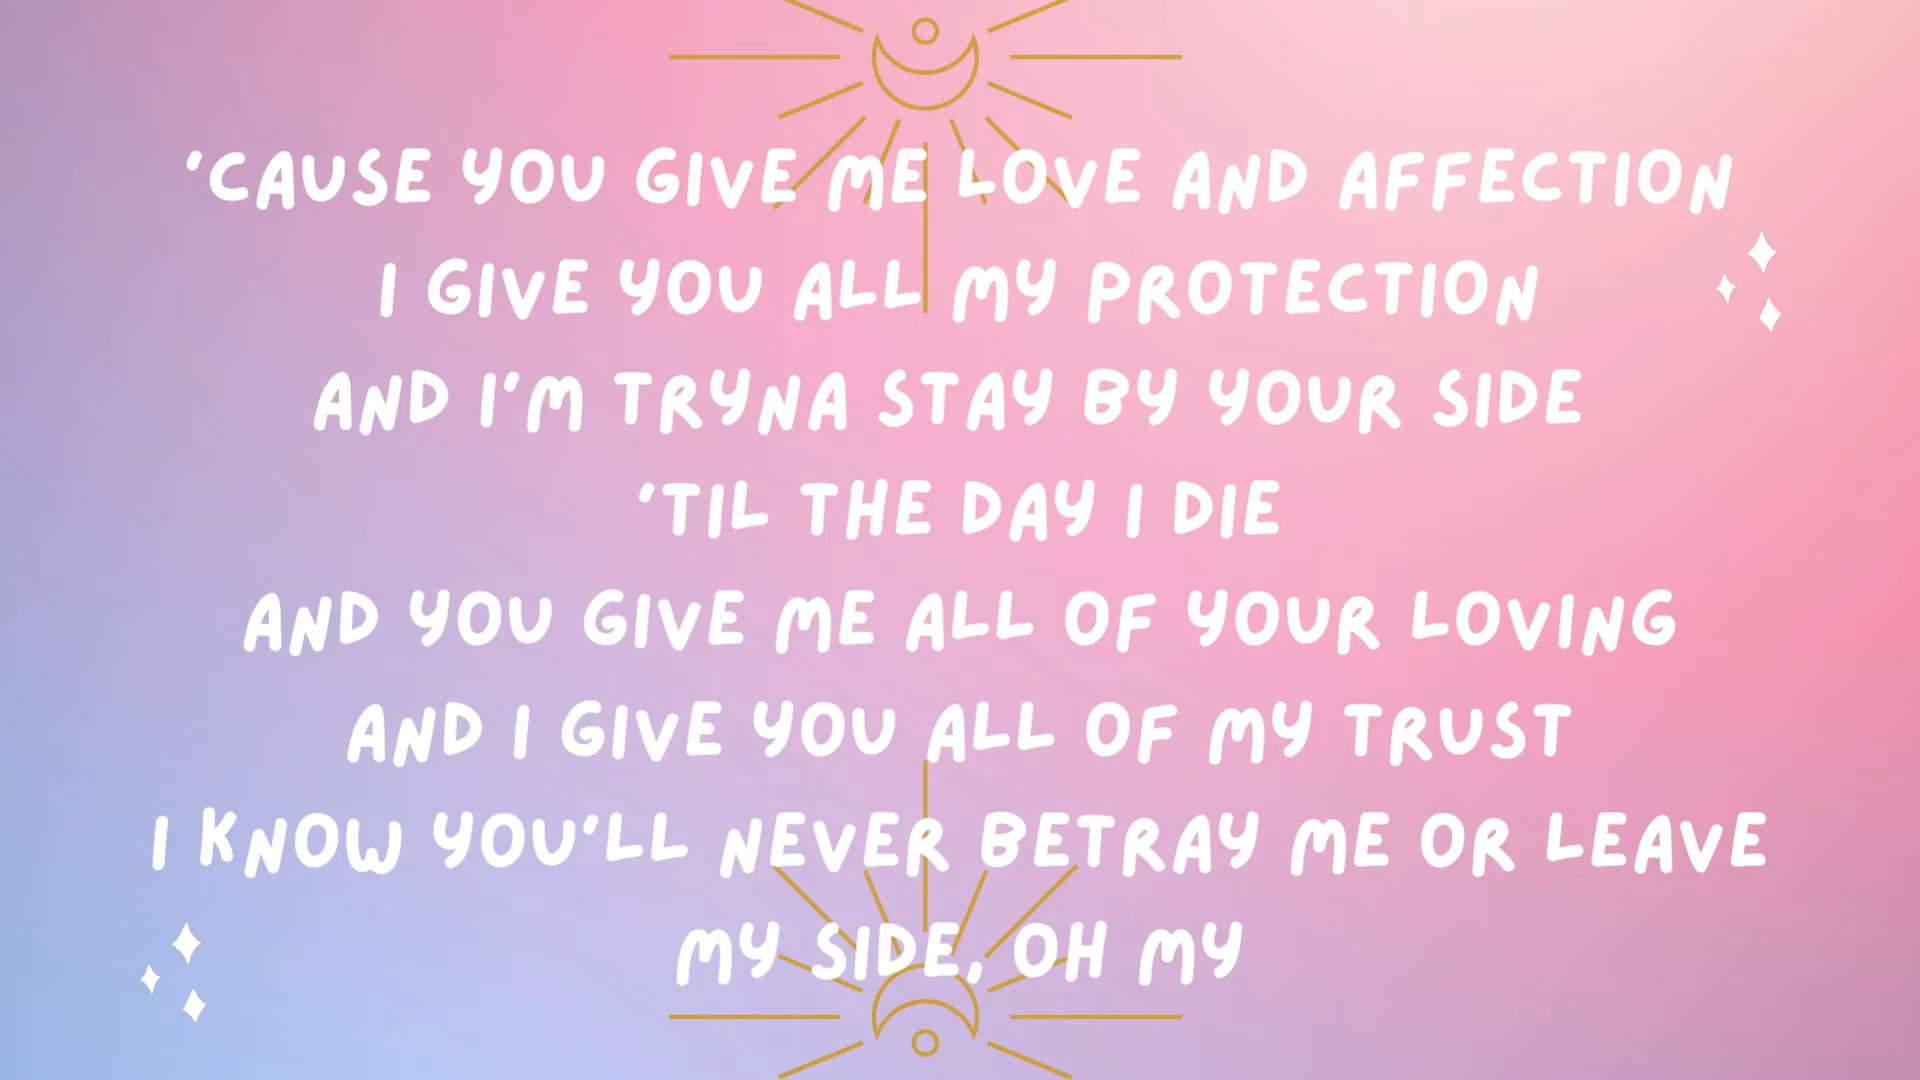 'CAUSE YOU GIVE ME LOVE AND AFFECTION
I GIVE YOU ALL MY PROTECTION
AND I'M TRYNA STAY BY YOUR SIDE
'TIL THE DAY I DIE
AND YOU GIVE ME ALL OF YOUR LOVING
AND I GIVE YOU ALL OF MY TRUST
I KNOW YOU'LL NEVER BETRAY ME OR LEAVE
MY SIDE, OH MY